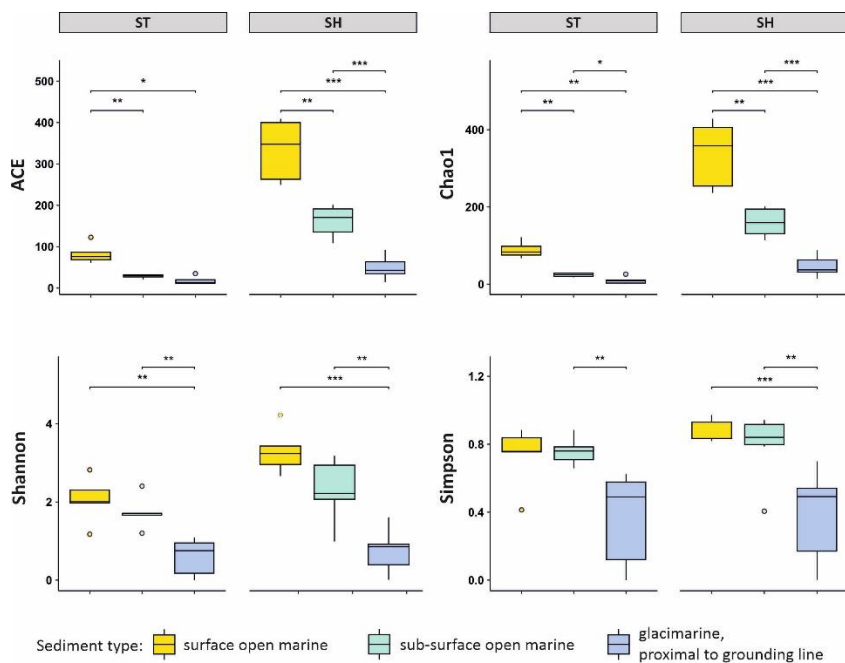 ST SH ST SH
ACE
500
400
300
200
100
0
* ** *** *** **
Chao1
400
200
0
* ** ** *** *** **
Shannon
4
2
0
** ** ** ***
Simpson
1.2
0.8
0.4
0.0
** ** ***
Sediment type: surface open marine sub-surface open marine glacimarine,
proximal to grounding line